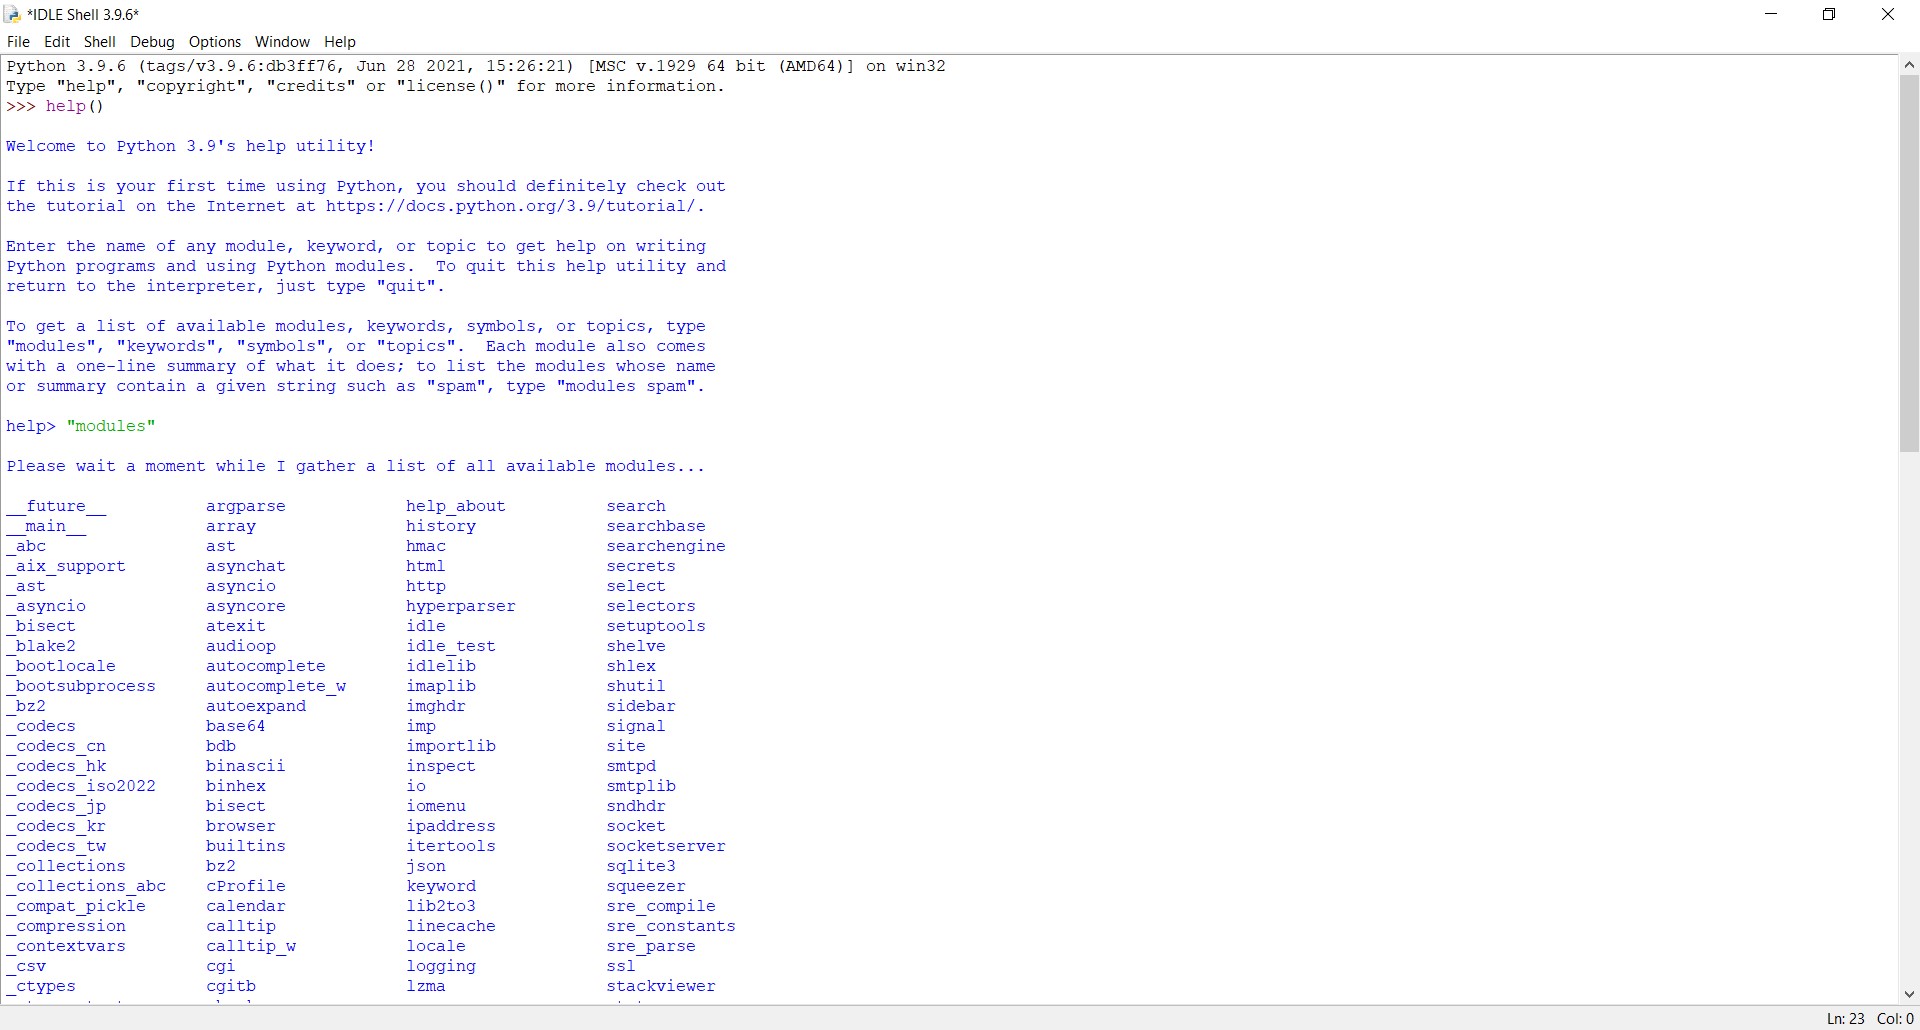 *IDLE Shell 3.9.6*
File Edit Shell Debug Options Window Help
Python 3.9.6 (tags/v3.9.6:db3ff76, Jun 28 2021, 15:26:21) [MSC v.1929 64 bit (AMD64)] on win32
Type "help", "copyright", "credits" or "license()" for more information.
>>> help()
Welcome to Python 3.9's help utility!
If this is your first time using Python, you should definitely check out
the tutorial on the Internet at https://docs.python.org/3.9/tutorial/.
Enter the name of any module, keyword, or topic to get help on writing
Python programs and using Python modules.  To quit this help utility and
return to the interpreter, just type "quit".
To get a list of available modules, keywords, symbols, or topics, type
"modules", "keywords", "symbols", or "topics".  Each module also comes
with a one-line summary of what it does; to list the modules whose name
or summary contain a given string such as "spam", type "modules spam".
help> "modules"
Please wait a moment while I gather a list of all available modules...
__future__ argparse help_about search
__main__ array history searchbase
_abc ast hmac searchengine
_aix_support asynchat html secrets
_ast asyncio http select
_asyncio asyncore hyperparser selectors
_bisect atexit idle setuptools
_blake2 audioop idle_test shelve
_bootlocale autocomplete idlelib shlex
_bootsubprocess autocomplete_w imaplib shutil
_bz2 autoexpand imghdr sidebar
_codecs base64 imp signal
_codecs_cn bdb importlib site
_codecs_hk binascii inspect smtpd
_codecs_iso2022 binhex io smtplib
_codecs_jp bisect iomenu sndhdr
_codecs_kr browser ipaddress socket
_codecs_tw builtins itertools socketserver
_collections bz2 json sqlite3
_collections_abc cProfile keyword squeezer
_compat_pickle calendar lib2to3 sre_compile
_compression calltip linecache sre_constants
_contextvars calltip_w locale sre_parse
_csv cgi logging ssl
_ctypes cgitb lzma stackviewer
Ln: 23 Col: 0